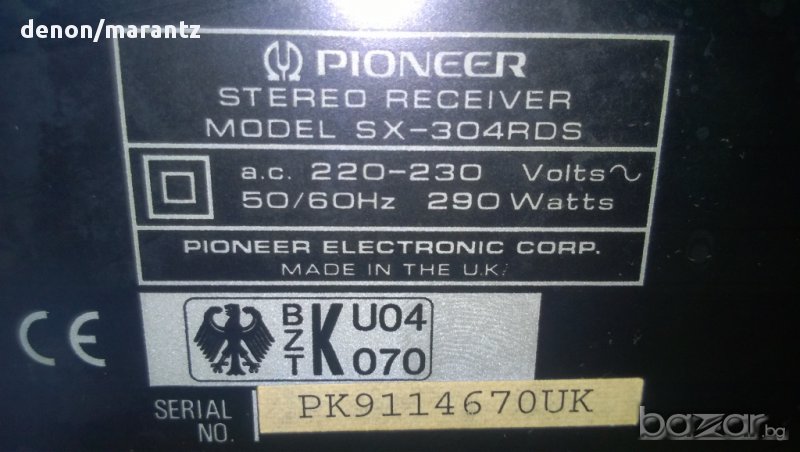 denon/marantz
PIONEER
STEREO RECEIVER
MODEL SX-304RDS
a.c. 220-230 Volts~
50/60Hz 290 Watts
PIONEER ELECTRONIC CORP.
MADE IN THE U.K.
CE
BZT K U04 070
SERIAL NO. PK9114670UK
bazar.bg